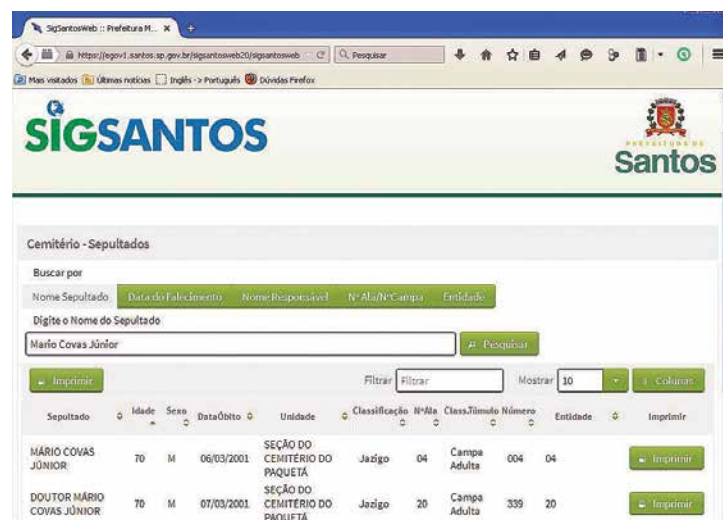 SigSantosWeb :: Prefeitura M...
https://egov1.santos.sp.gov.br/sigsantosweb20/sigsantosweb
Pesquisar
Mais visitados Últimas notícias Inglês -> Português Dúvidas Firefox
SIGSANTOS
PREFEITURA DE
Santos
Cemitério - Sepultados
Buscar por
Nome Sepultado Data do Falecimento Nome Responsável Nº Ala/NºCampa Entidade
Digite o Nome do Sepultado
Mario Covas Júnior Pesquisar
Imprimir Filtrar Filtrar Mostrar 10 Colunas
Sepultado Idade Sexo DataÓbito Unidade Classificação NºAla Class.Túmulo Número Entidade Imprimir
MÁRIO COVAS JÚNIOR 70 M 06/03/2001 SEÇÃO DO CEMITÉRIO DO PAQUETÁ Jazigo 04 Campa Adulta 004 04 Imprimir
DOUTOR MÁRIO COVAS JÚNIOR 70 M 07/03/2001 SEÇÃO DO CEMITÉRIO DO PAQUETÁ Jazigo 20 Campa Adulta 339 20 Imprimir